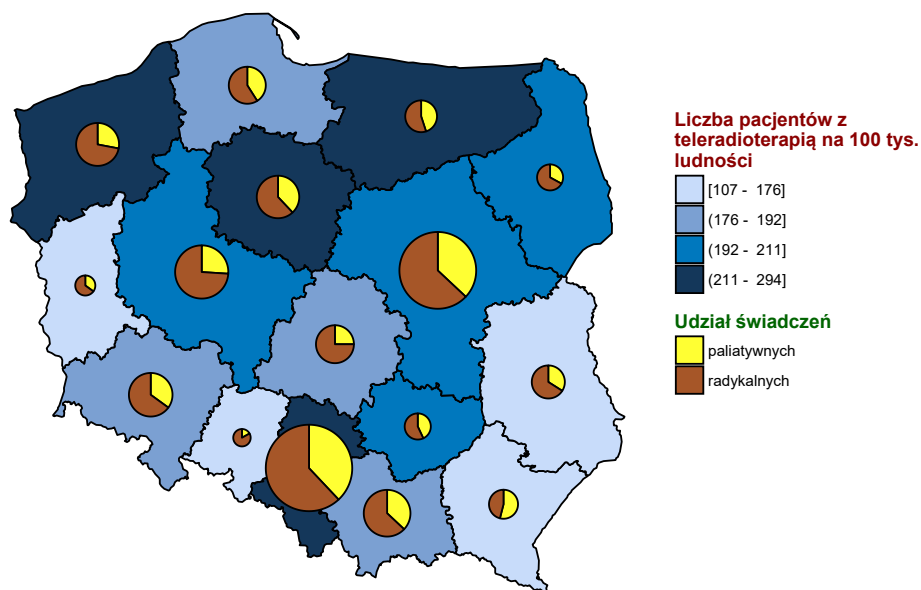 Liczba pacjentów z
teleradioterapią na 100 tys.
ludności
[107 - 176]
(176 - 192]
(192 - 211]
(211 - 294]
Udział świadczeń
paliatywnych
radykalnych